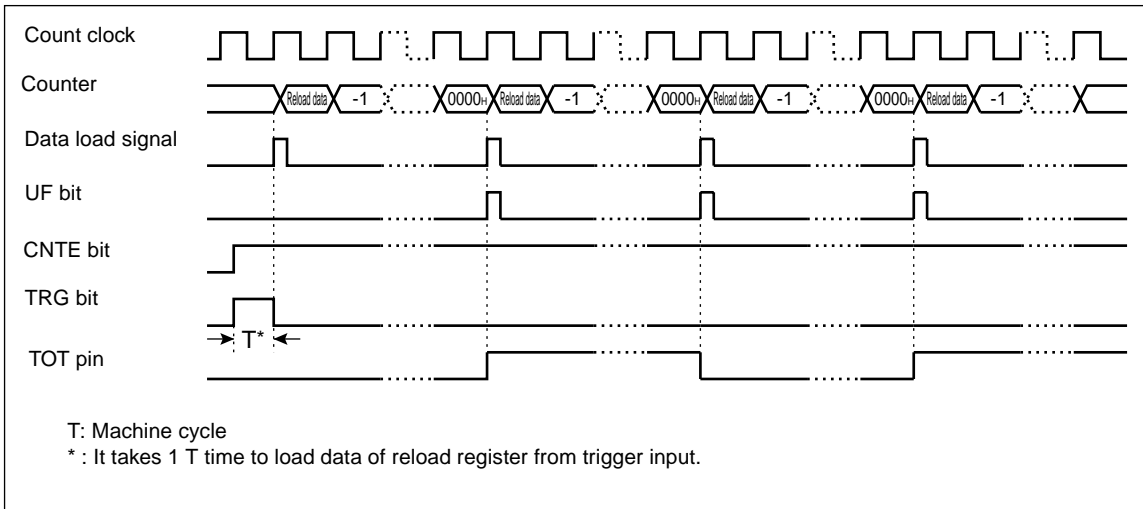 Count clock
Counter
Reload data -1 0000H Reload data -1 0000H Reload data -1 0000H Reload data -1
Data load signal
UF bit
CNTE bit
TRG bit
T*
TOT pin
T: Machine cycle
* : It takes 1 T time to load data of reload register from trigger input.